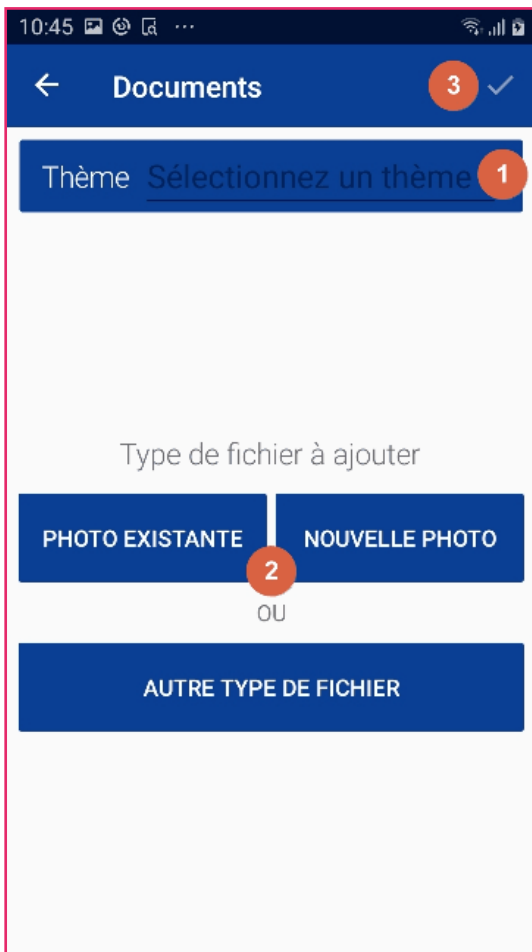 10:45 ...
Documents 3
Thème Sélectionnez un thème 1
Type de fichier à ajouter
PHOTO EXISTANTE NOUVELLE PHOTO
2
OU
AUTRE TYPE DE FICHIER